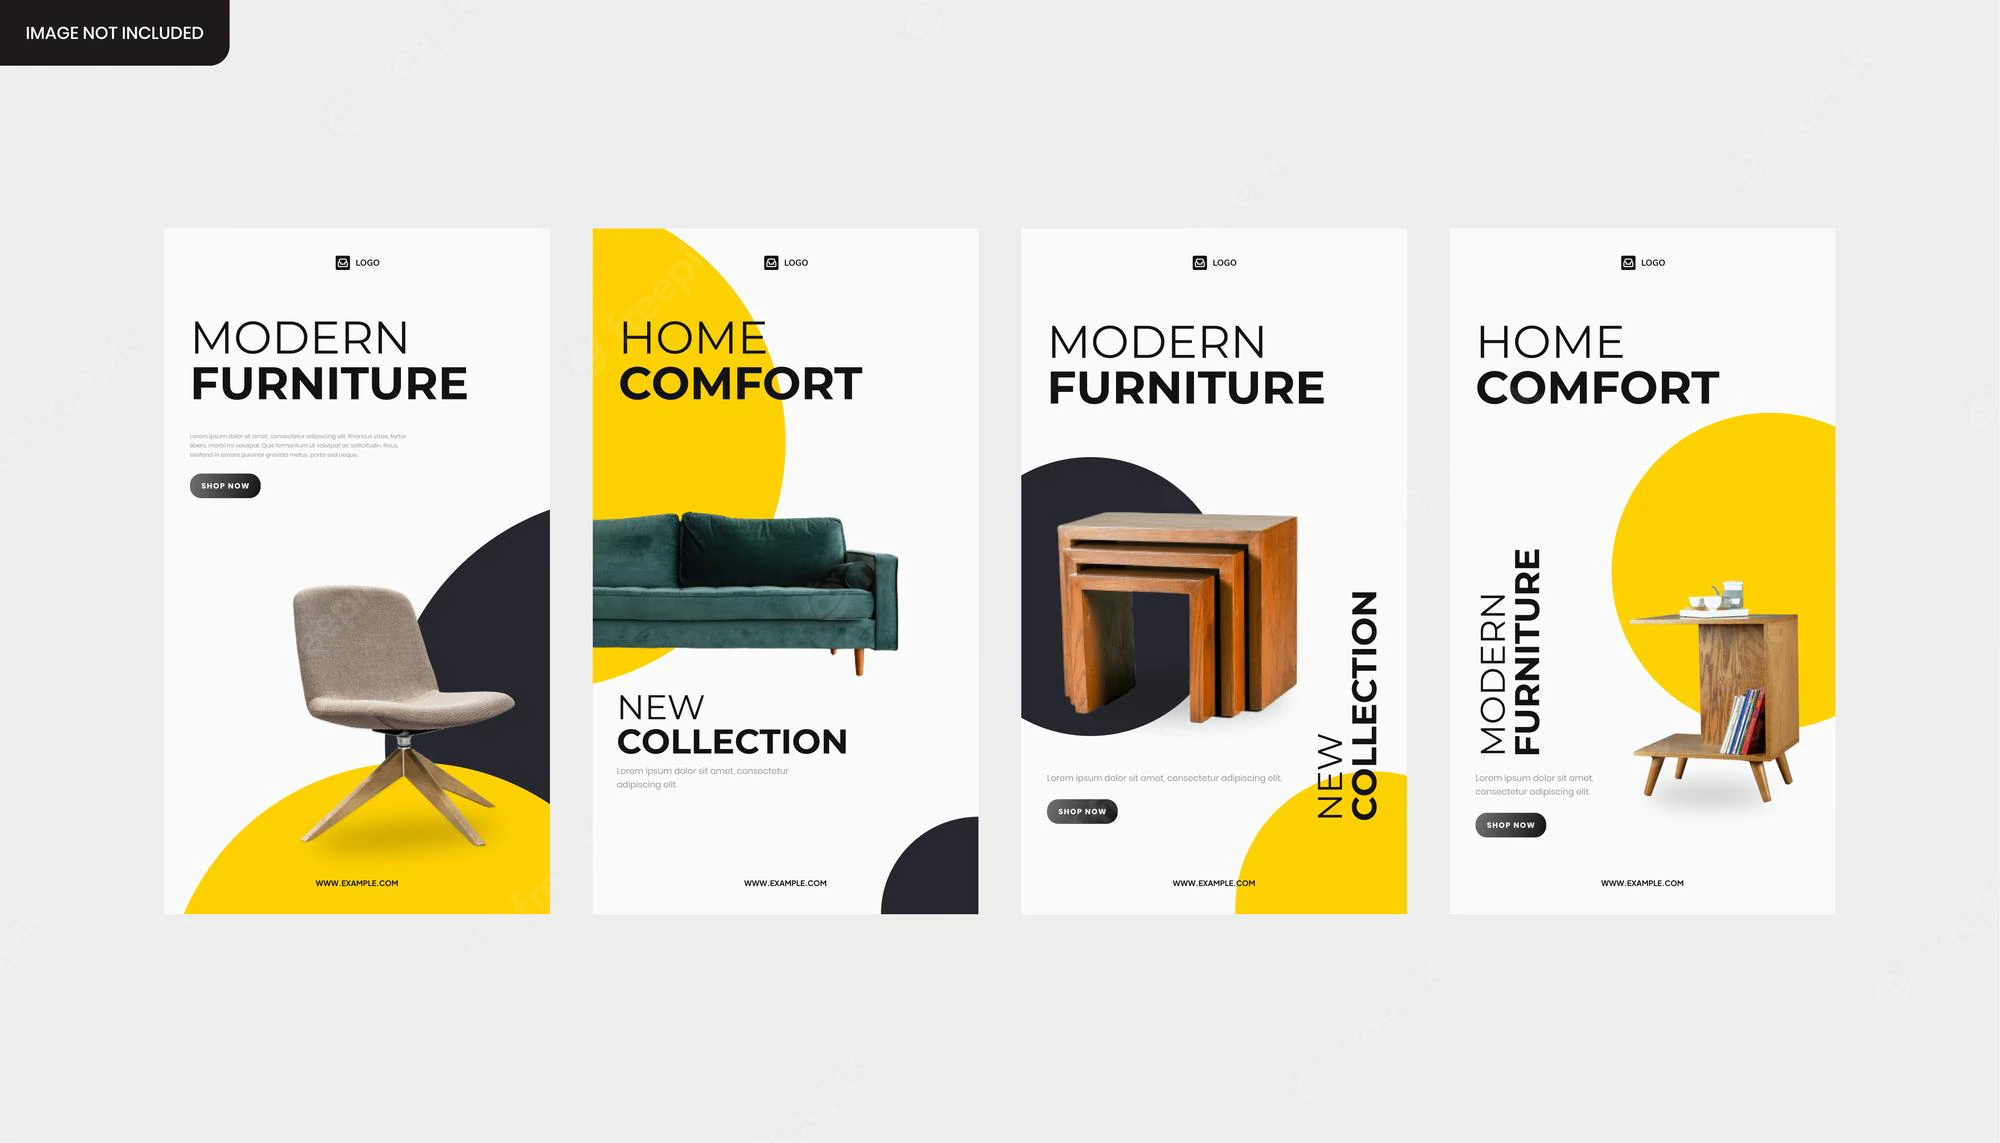 IMAGE NOT INCLUDED
LOGO
MODERN
FURNITURE
Lorem ipsum dolor sit amet, consectetur adipiscing elit. Rhoncus vitae, tortor
libero, morbi mi volutpat. Quis fermentum ut volutpat ac sollicitudin. Risus,
eleifend in ornare pulvinar gravida metus, porta sed neque.
SHOP NOW
WWW.EXAMPLE.COM
LOGO
HOME
COMFORT
NEW
COLLECTION
Lorem ipsum dolor sit amet, consectetur
adipiscing elit.
WWW.EXAMPLE.COM
LOGO
MODERN
FURNITURE
NEW
COLLECTION
Lorem ipsum dolor sit amet, consectetur adipiscing elit.
SHOP NOW
WWW.EXAMPLE.COM
LOGO
HOME
COMFORT
MODERN
FURNITURE
Lorem ipsum dolor sit amet,
consectetur adipiscing elit.
SHOP NOW
WWW.EXAMPLE.COM
freepik